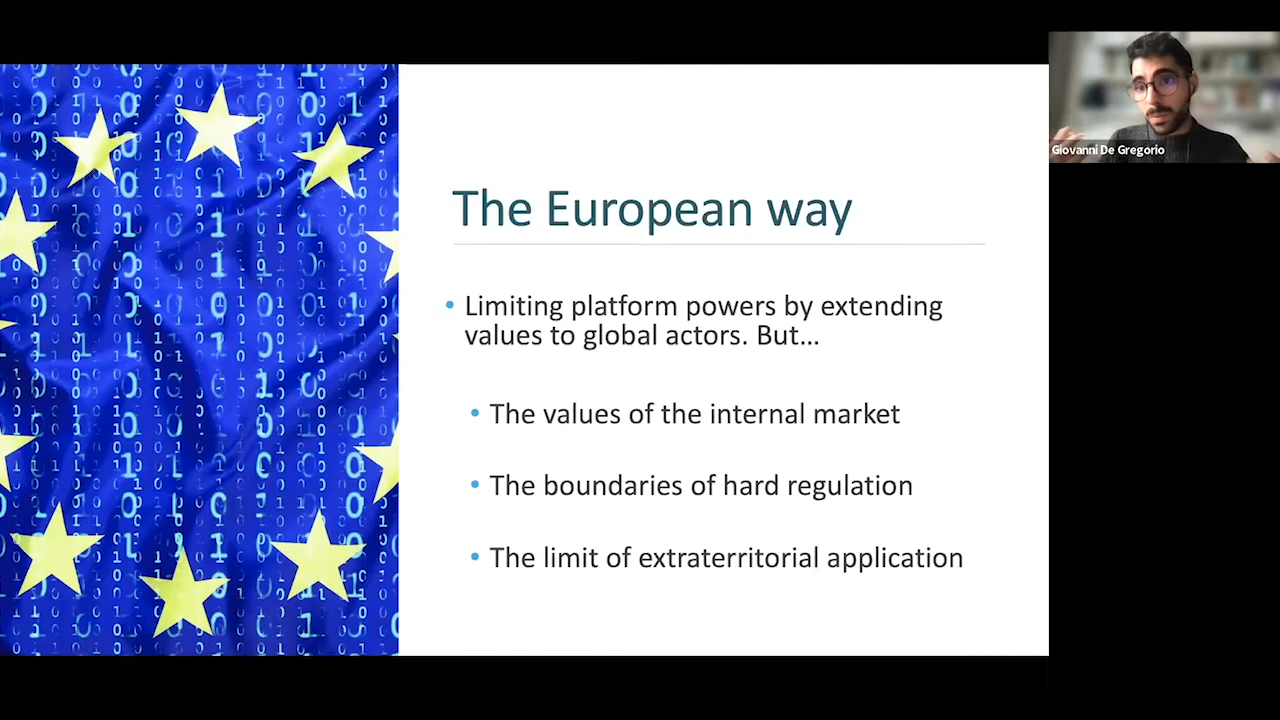 Giovanni De Gregorio
The European way
• Limiting platform powers by extending
values to global actors. But...
• The values of the internal market
• The boundaries of hard regulation
• The limit of extraterritorial application